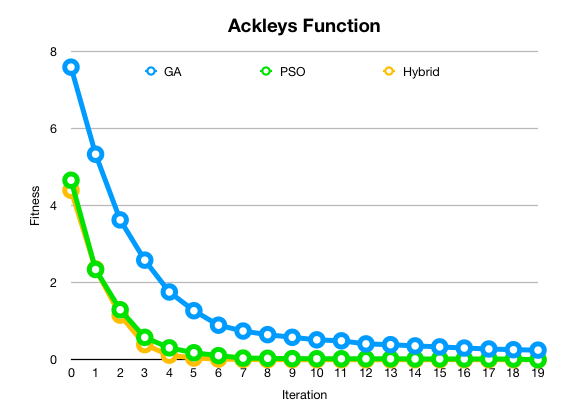 Ackleys Function
8
GA PSO Hybrid
6
4
2
0
Fitness
0 1 2 3 4 5 6 7 8 9 10 11 12 13 14 15 16 17 18 19
Iteration